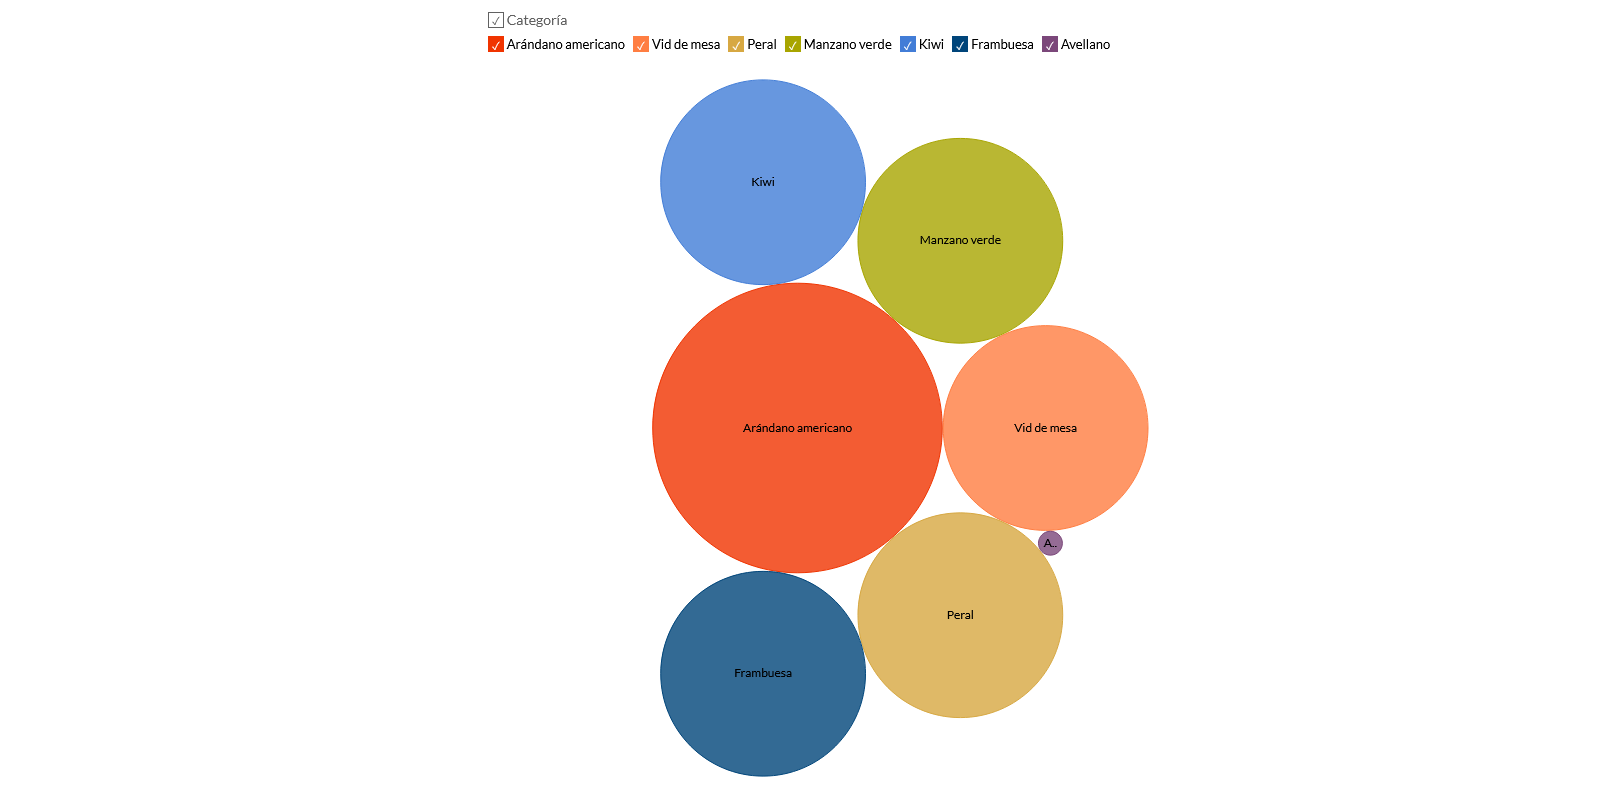 Categoría
Arándano americano Vid de mesa Peral Manzano verde Kiwi Frambuesa Avellano
Kiwi
Manzano verde
Arándano americano
Vid de mesa
A..
Peral
Frambuesa